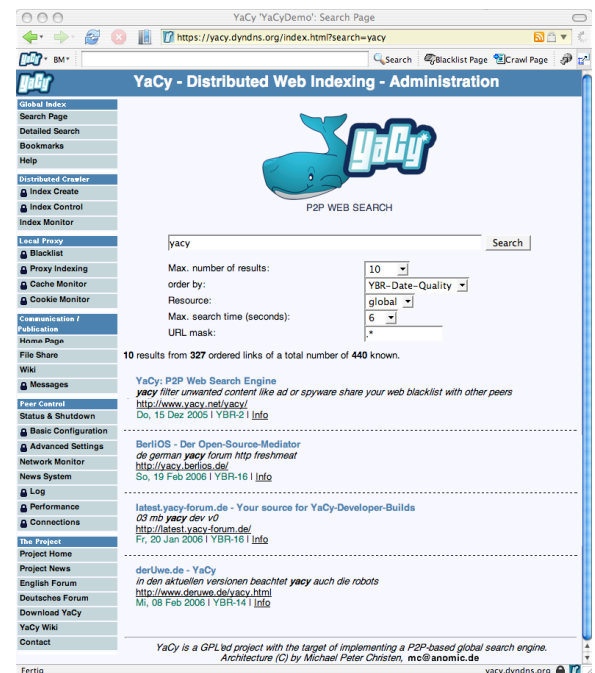 YaCy 'YaCyDemo': Search Page
https://yacy.dyndns.org/index.html?search=yacy
YaCy BM* Search Blacklist Page Crawl Page
YaCy YaCy - Distributed Web Indexing - Administration
Global Index
Search Page
Detailed Search
Bookmarks
Help
Distributed Crawler
Index Create
Index Control
Index Monitor
Local Proxy
Blacklist
Proxy Indexing
Cache Monitor
Cookie Monitor
Communication /
Publication
Home Page
File Share
Wiki
Messages
Peer Control
Status & Shutdown
Basic Configuration
Advanced Settings
Network Monitor
News System
Log
Performance
Connections
The Project
Project Home
Project News
English Forum
Deutsches Forum
Download YaCy
YaCy Wiki
Contact
YaCy
P2P WEB SEARCH
yacy Search
Max. number of results: 10
order by: YBR-Date-Quality
Resource: global
Max. search time (seconds): 6
URL mask: .*
10 results from 327 ordered links of a total number of 440 known.
YaCy: P2P Web Search Engine
yacy filter unwanted content like ad or spyware share your web blacklist with other peers
http://www.yacy.net/yacy/
Do, 15 Dez 2005 | YBR-2 | Info
BerliOS - Der Open-Source-Mediator
de german yacy forum http freshmeat
http://yacy.berlios.de/
So, 19 Feb 2006 | YBR-16 | Info
latest.yacy-forum.de - Your source for YaCy-Developer-Builds
03 mb yacy dev v0
http://latest.yacy-forum.de/
Fr, 20 Jan 2006 | YBR-16 | Info
derUwe.de - YaCy
in den aktuellen versionen beachtet yacy auch die robots
http://www.deruwe.de/yacy.html
Mi, 08 Feb 2006 | YBR-14 | Info
YaCy is a GPL'ed project with the target of implementing a P2P-based global search engine.
Architecture (C) by Michael Peter Christen, mc@anomic.de
Fertig yacy.dyndns.org